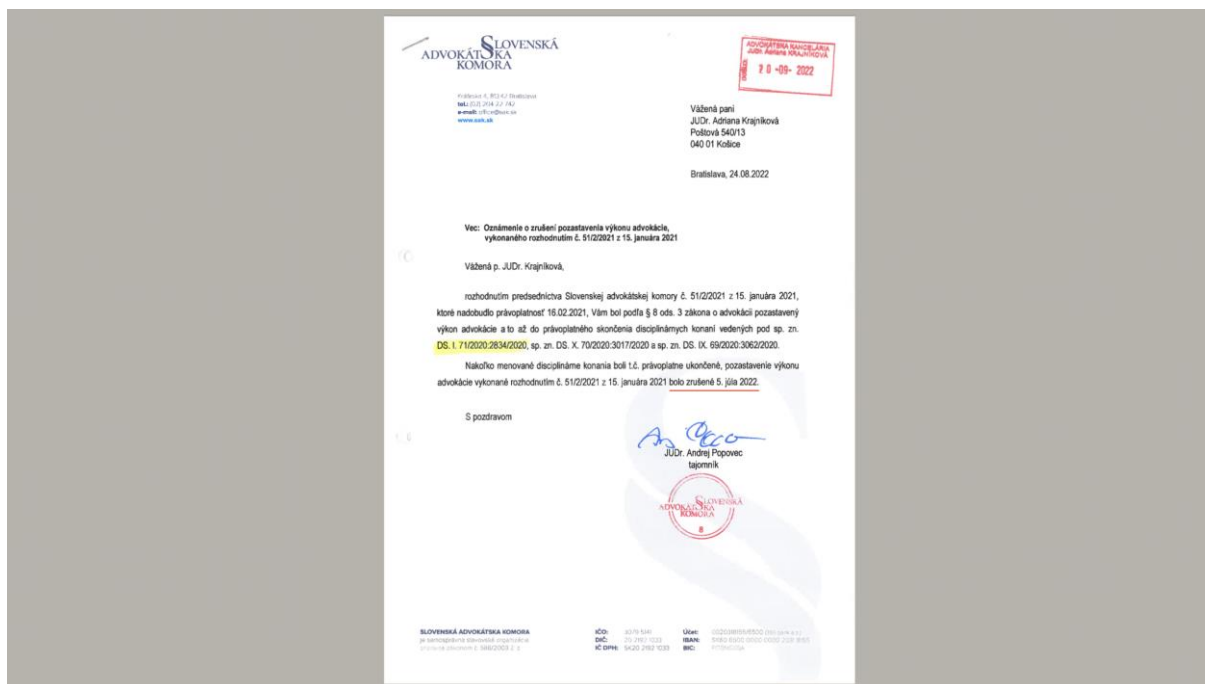 SLOVENSKÁ
ADVOKÁTSKA
KOMORA
ADVOKÁTSKA KANCELÁRIA
JUDr. Adriana KRAJNÍKOVÁ
-09- 2022
tel.:
e-mail:
www.sak.sk
Vážená pani
JUDr. Adriana Krajníková
Poštová 540/13
040 01 Košice
Bratislava, 24.08.2022
Vec: Oznámenie o zrušení pozastavenia výkonu advokácie,
vykonaného rozhodnutím č. 51/2/2021 z 15. januára 2021
Vážená p. JUDr. Krajníková,
rozhodnutím predsedníctva Slovenskej advokátskej komory č. 51/2/2021 z 15. januára 2021,
ktoré nadobudlo právoplatnosť 16.02.2021, Vám bol podľa § 8 ods. 3 zákona o advokácii pozastavený
výkon advokácie a to až do právoplatného skončenia disciplinárnych konaní vedených pod sp. zn.
DS. I. 71/2020:2834/2020, sp. zn. DS. X. 70/2020:3017/2020 a sp. zn. DS. IX. 69/2020:3062/2020.
Nakoľko menované disciplináme konania boli t.č. právoplatne ukončené, pozastavenie výkonu
advokácie vykonané rozhodnutím č. 51/2/2021 z 15. januára 2021 bolo zrušené 5. júla 2022.
S pozdravom
JUDr. Andrej Popovec
tajomník
SLOVENSKÁ
ADVOKÁTSKA
KOMORA
8
SLOVENSKÁ ADVOKÁTSKA KOMORA
IČO:
Účet:
DIČ:
IBAN:
IČ DPH:
BIC: